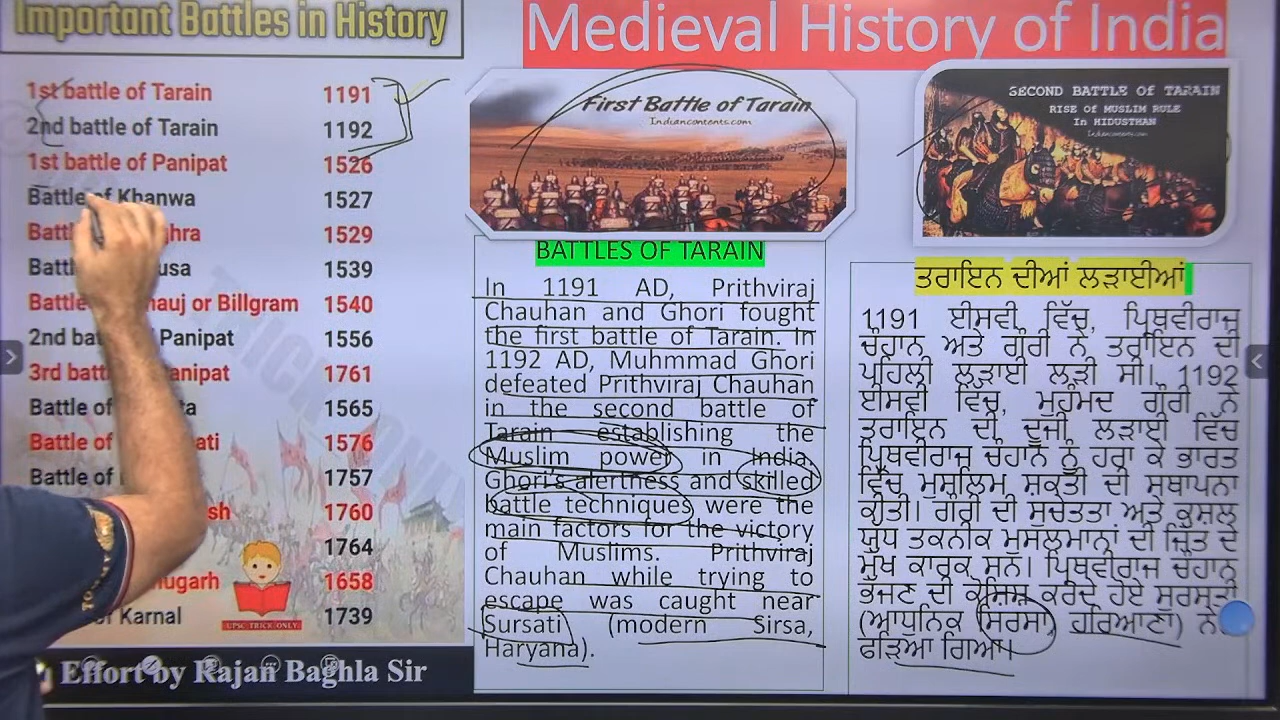 Important Battles in History
1st battle of Tarain 1191
2nd battle of Tarain 1192
1st battle of Panipat 1526
Battle of Khanwa 1527
1529
1539
or Billgram 1540
2nd Panipat 1556
3rd 1761
Battle of 1565
Battle of 1576
Battle of 1757
1760
1764
1658
Karnal 1739
UPSC TRICK ONLY
Effort by Rajan Baghla Sir
Medieval History of India
First Battle of Tarain
Indiancontents.com
BATTLES OF TARAIN
In 1191 AD, Prithviraj
Chauhan and Ghori fought
the first battle of Tarain. In
1192 AD, Muhmmad Ghori
defeated Prithviraj Chauhan
in the second battle of
Tarain establishing the
Muslim power in India.
Ghori's alertness and skilled
battle techniques were the
main factors for the victory
of Muslims. Prithviraj
Chauhan while trying to
escape was caught near
Sursati (modern Sirsa,
Haryana).
SECOND BATTLE OF TARAIN
RISE OF MUSLIM RULE
In HIDUSTHAN
Indiancontents.com
ਤਰਾਇਨ ਦੀਆਂ ਲੜਾਈਆਂ
1191 ਈਸਵੀ ਵਿੱਚ, ਪ੍ਰਿਥਵੀਰਾਜ
ਚੌਹਾਨ ਅਤੇ ਗੌਰੀ ਨੇ ਤਰਾਇਨ ਦੀ
ਪਹਿਲੀ ਲੜਾਈ ਲੜੀ ਸੀ। 1192
ਈਸਵੀ ਵਿੱਚ, ਮੁਹੰਮਦ ਗੌਰੀ ਨੇ
ਤਰਾਇਨ ਦੀ ਦੂਜੀ ਲੜਾਈ ਵਿੱਚ
ਪ੍ਰਿਥਵੀਰਾਜ ਚੌਹਾਨ ਨੂੰ ਹਰਾ ਕੇ ਭਾਰਤ
ਵਿੱਚ ਮੁਸਲਿਮ ਸ਼ਕਤੀ ਦੀ ਸਥਾਪਨਾ
ਕੀਤੀ। ਗੌਰੀ ਦੀ ਸੁਚੇਤਤਾ ਅਤੇ ਕੁਸ਼ਲ
ਯੁੱਧ ਤਕਨੀਕ ਮੁਸਲਮਾਨਾਂ ਦੀ ਜਿੱਤ ਦੇ
ਮੁੱਖ ਕਾਰਕ ਸਨ। ਪ੍ਰਿਥਵੀਰਾਜ ਚੌਹਾਨ
ਭੱਜਣ ਦੀ ਕੋਸ਼ਿਸ਼ ਕਰਦੇ ਹੋਏ ਸੁਰਸਤੀ
(ਆਧੁਨਿਕ ਸਿਰਸਾ, ਹਰਿਆਣਾ) ਨੇ
ਫੜਿਆ ਗਿਆ।